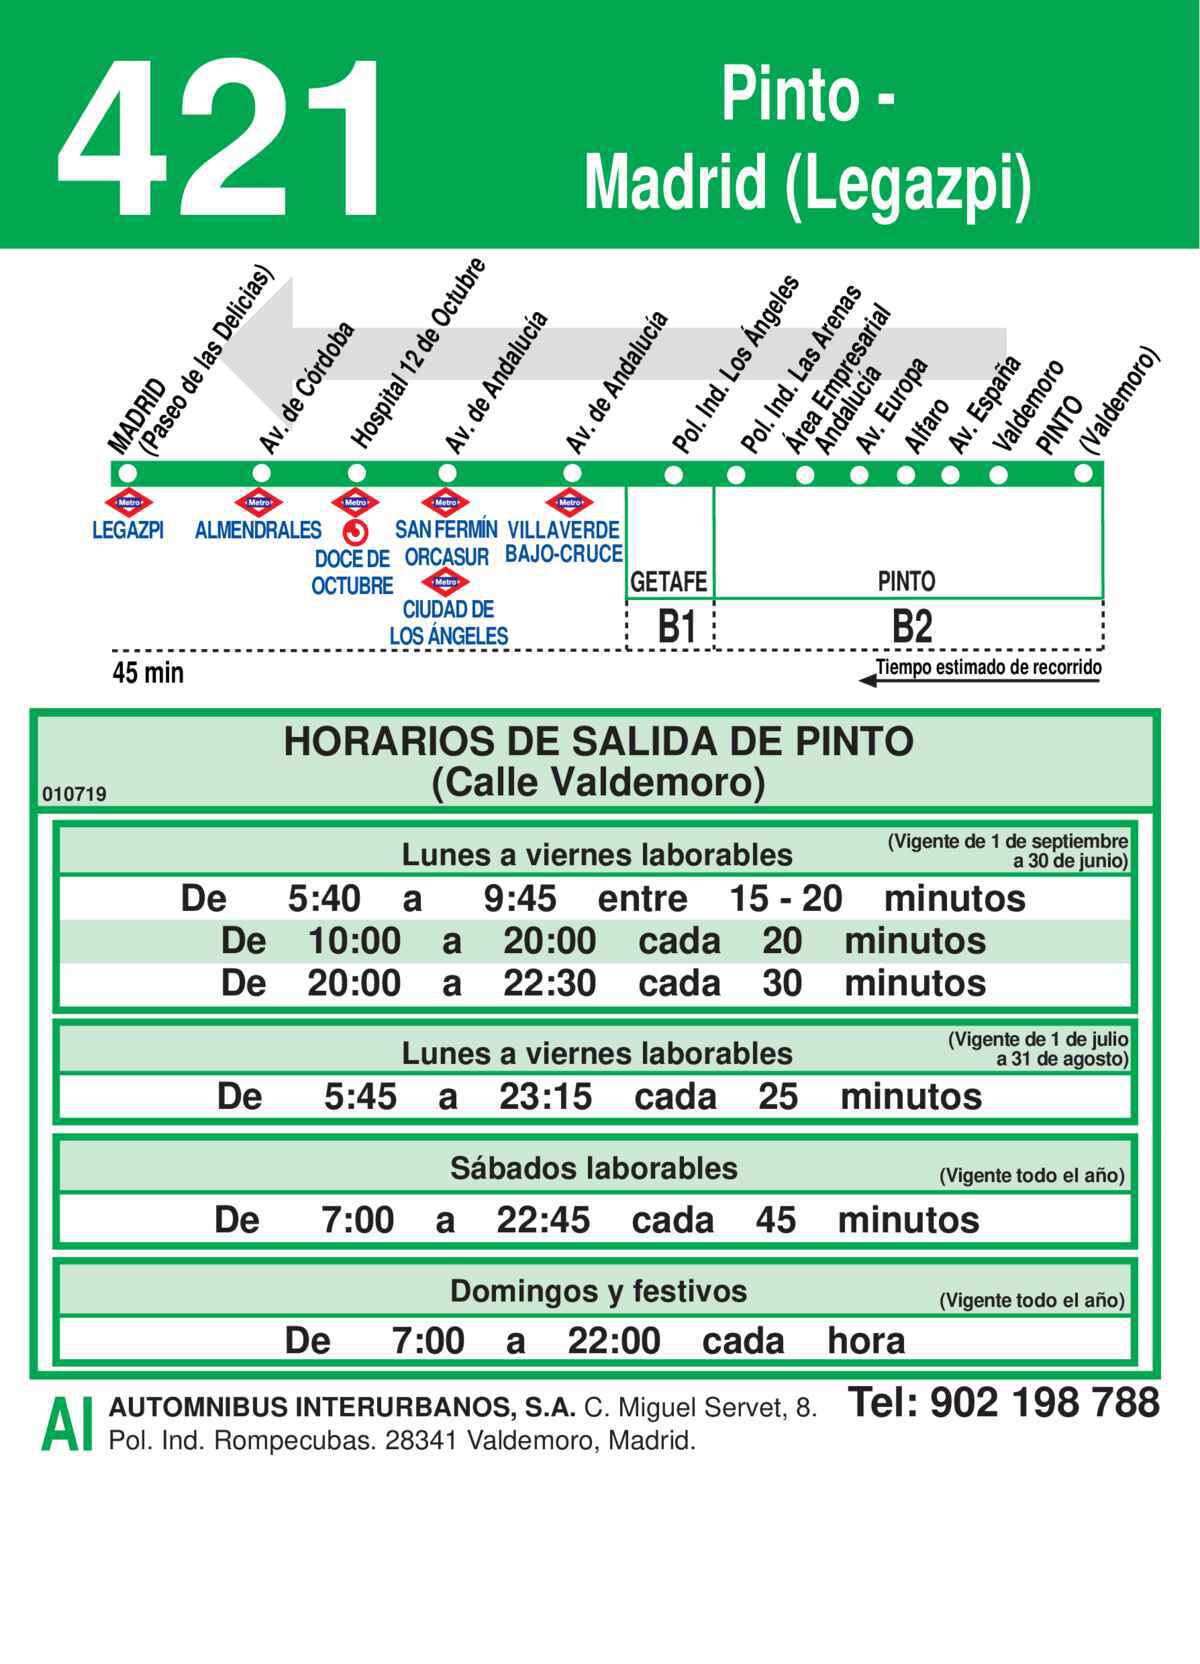 421
Pinto -
Madrid (Legazpi)
MADRID
(Paseo de las Delicias)
Av. de Córdoba
Hospital 12 de Octubre
Av. de Andalucía
Av. de Andalucía
Pol. Ind. Los Ángeles
Pol. Ind. Las Arenas
Área Empresarial
Andalucía
Av. Europa
Alfaro
Av. España
Valdemoro
PINTO
(Valdemoro)
Metro
Metro
Metro
Metro
Metro
LEGAZPI
ALMENDRALES
DOCE DE
OCTUBRE
SAN FERMÍN
ORCASUR
Metro
CIUDAD DE
LOS ÁNGELES
VILLAVERDE
BAJO-CRUCE
GETAFE
PINTO
B1
B2
45 min
Tiempo estimado de recorrido
HORARIOS DE SALIDA DE PINTO
(Calle Valdemoro)
010719
Lunes a viernes laborables
(Vigente de 1 de septiembre
a 30 de junio)
De 5:40 a 9:45 entre 15 - 20 minutos
De 10:00 a 20:00 cada 20 minutos
De 20:00 a 22:30 cada 30 minutos
Lunes a viernes laborables
(Vigente de 1 de julio
a 31 de agosto)
De 5:45 a 23:15 cada 25 minutos
Sábados laborables
(Vigente todo el año)
De 7:00 a 22:45 cada 45 minutos
Domingos y festivos
(Vigente todo el año)
De 7:00 a 22:00 cada hora
AI
AUTOMNIBUS INTERURBANOS, S.A. C. Miguel Servet, 8.
Pol. Ind. Rompecubas. 28341 Valdemoro, Madrid.
Tel: 902 198 788